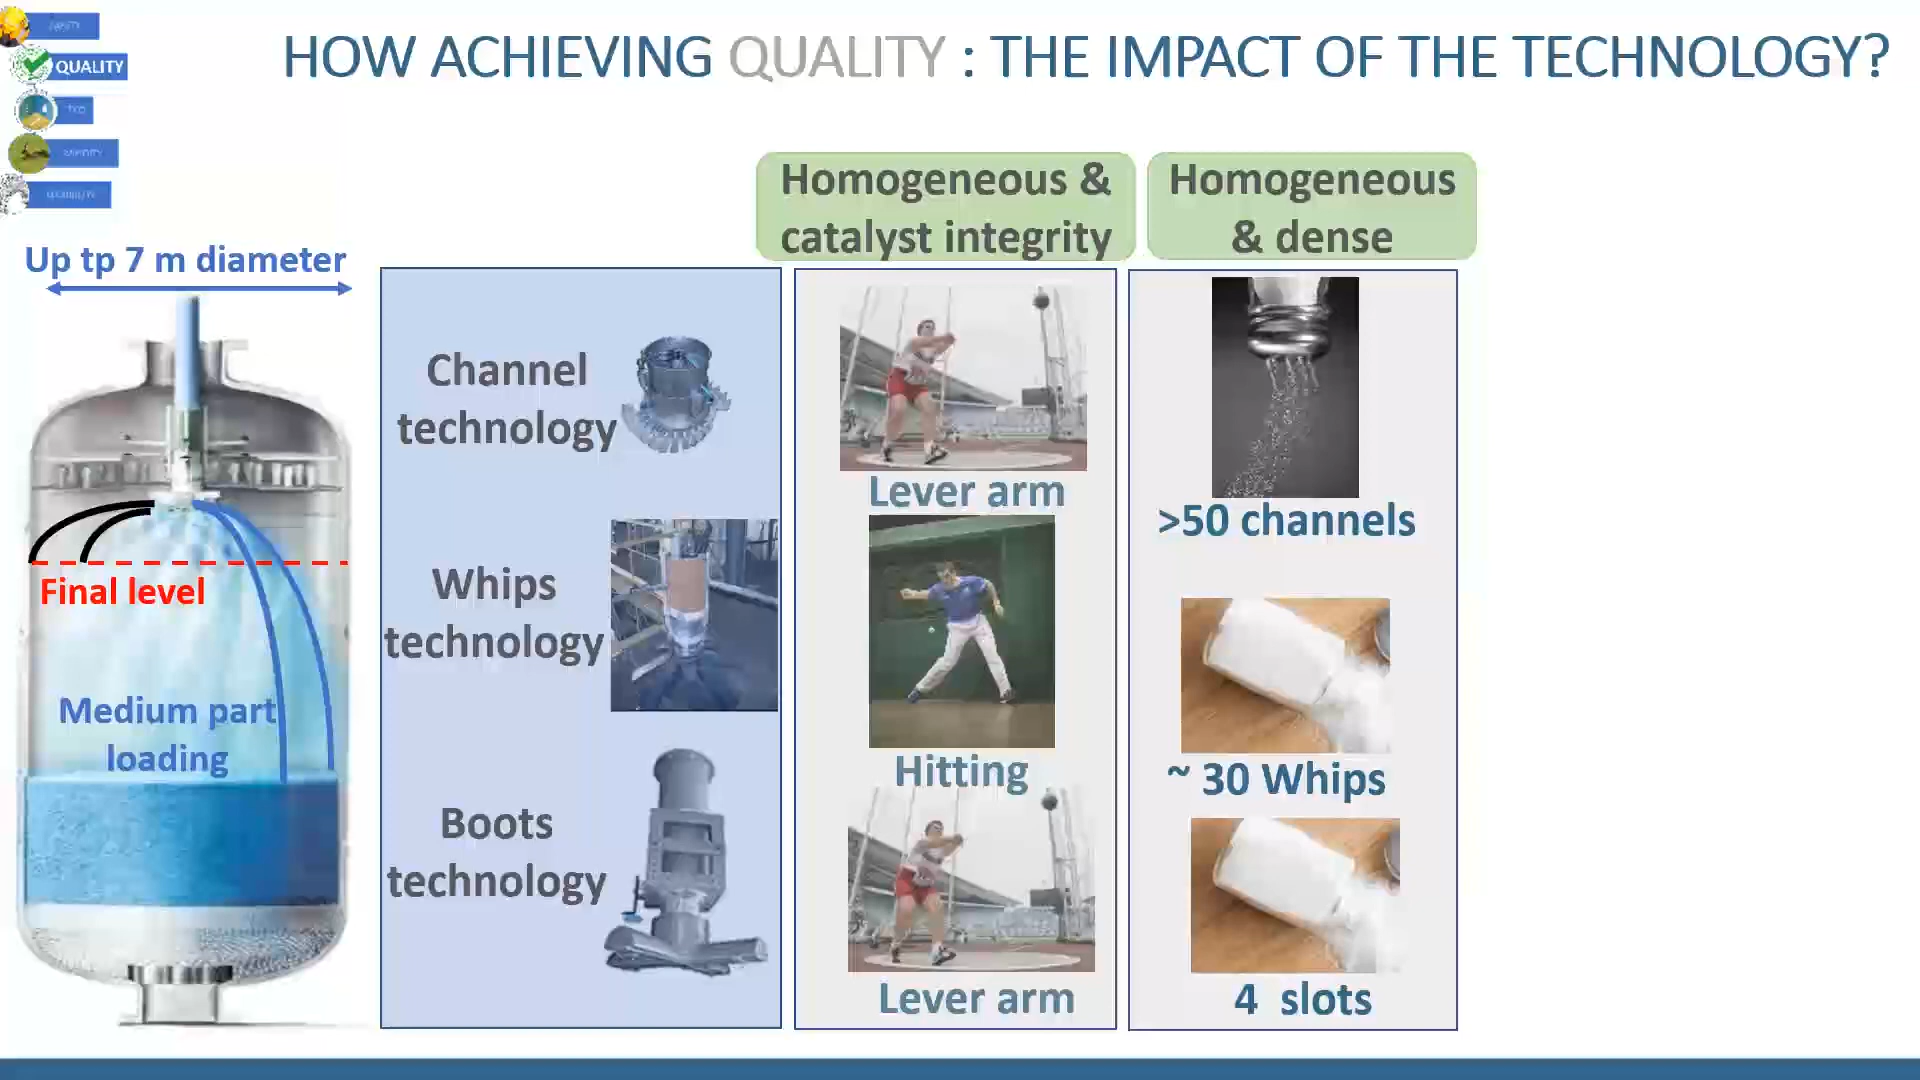 QUALITY
HOW ACHIEVING QUALITY : THE IMPACT OF THE TECHNOLOGY?
Homogeneous &
catalyst integrity
Homogeneous
& dense
Up tp 7 m diameter
Final level
Medium part
loading
Channel
technology
Whips
technology
Boots
technology
Lever arm
Hitting
Lever arm
>50 channels
~ 30 Whips
4 slots